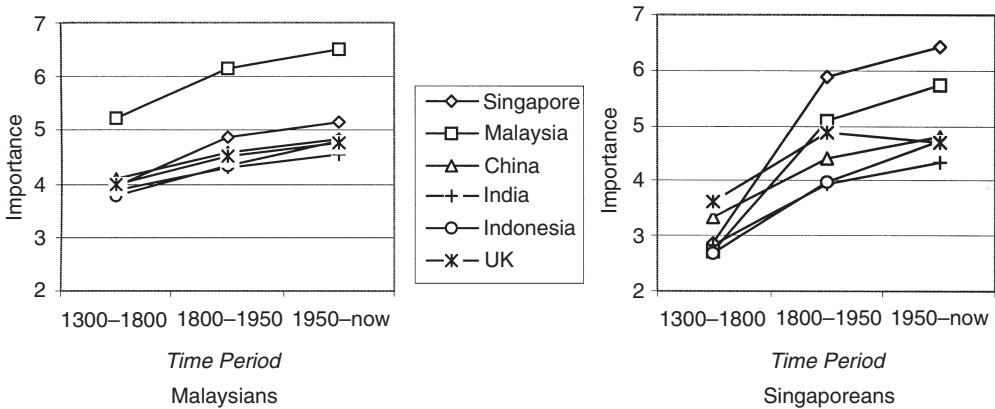 7
6
5
4
3
2
Importance
1300–1800 1800–1950 1950–now
Time Period
Malaysians
Singapore
Malaysia
China
India
Indonesia
UK
7
6
5
4
3
2
Importance
1300–1800 1800–1950 1950–now
Time Period
Singaporeans